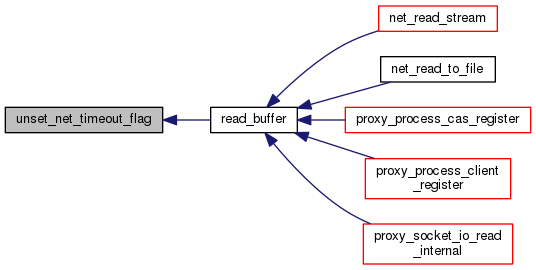 net_read_stream
net_read_to_file
unset_net_timeout_flag
read_buffer
proxy_process_cas_register
proxy_process_client
_register
proxy_socket_io_read
_internal